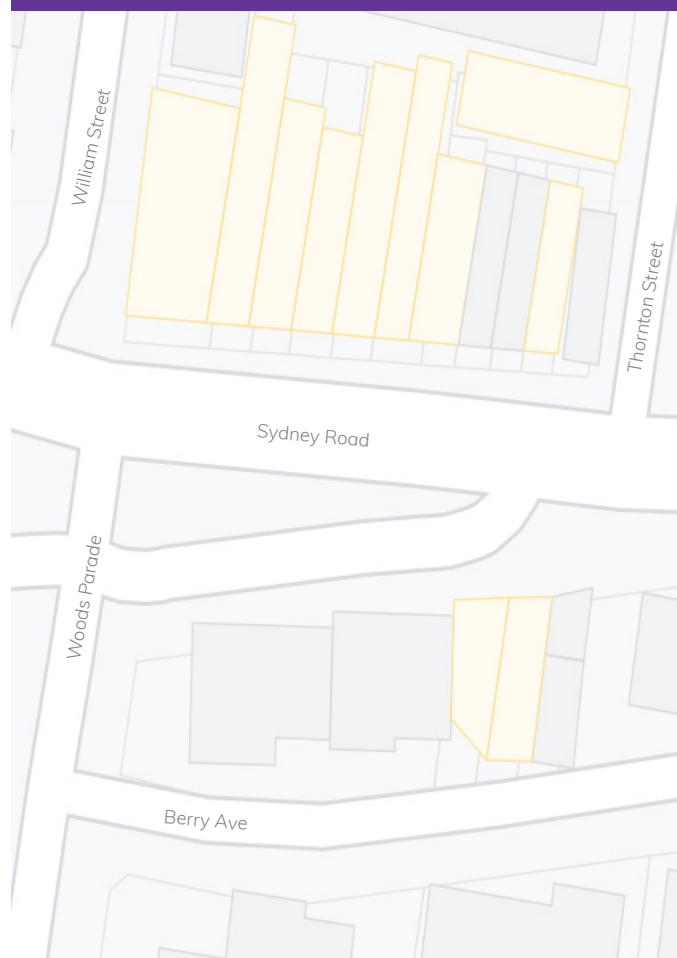 William Street
Thornton Street
Sydney Road
Woods Parade
Berry Ave